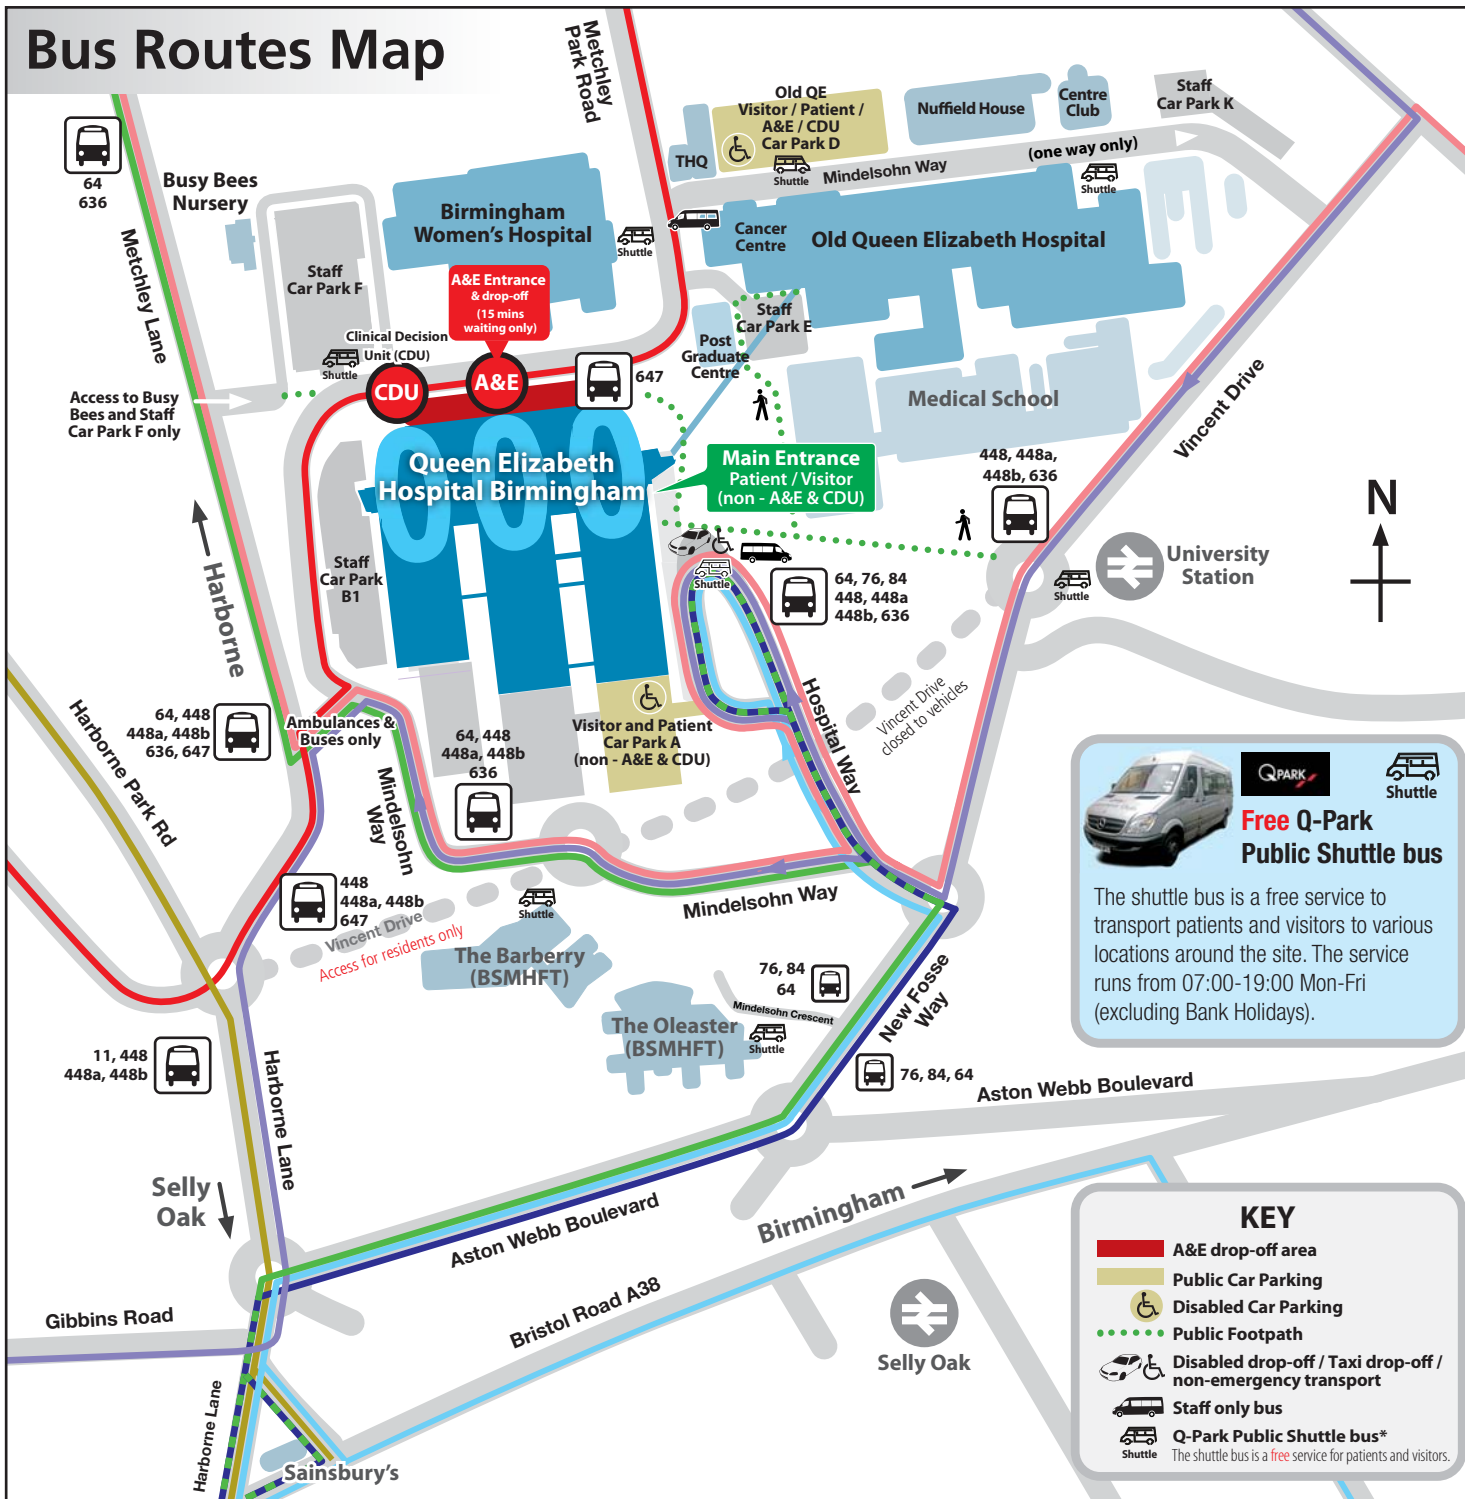 Bus Routes Map
Metchley
Park Road
64
636
Busy Bees
Nursery
Metchley Lane
Staff
Car Park F
Birmingham
Women's Hospital
Shuttle
THQ
Old QE
Visitor / Patient /
A&E / CDU
Car Park D
Shuttle
Nuffield House
Centre
Club
Staff
Car Park K
Mindelsohn Way
(one way only)
Shuttle
Cancer
Centre
Old Queen Elizabeth Hospital
A&E Entrance
& drop-off
(15 mins
waiting only)
Clinical Decision
Unit (CDU)
Shuttle
CDU
A&E
647
Staff
Car Park E
Post
Graduate
Centre
Medical School
Vincent Drive
Access to Busy
Bees and Staff
Car Park F only
Queen Elizabeth
Hospital Birmingham
Main Entrance
Patient / Visitor
(non - A&E & CDU)
448, 448a,
448b, 636
N
Harborne
Staff
Car Park
B1
Shuttle
64, 76, 84
448, 448a
448b, 636
Shuttle
University
Station
Vincent Drive
closed to vehicles
Harborne Park Rd
64, 448
448a, 448b
636, 647
Ambulances &
Buses only
64, 448
448a, 448b
636
Visitor and Patient
Car Park A
(non - A&E & CDU)
Hospital Way
Mindelsohn
Way
QPARK
Shuttle
Free Q-Park
Public Shuttle bus
The shuttle bus is a free service to
transport patients and visitors to various
locations around the site. The service
runs from 07:00-19:00 Mon-Fri
(excluding Bank Holidays).
448
448a, 448b
647
Vincent Drive
Access for residents only
Shuttle
Mindelsohn Way
The Barberry
(BSMHFT)
76, 84
64
Mindelsohn Crescent
The Oleaster
(BSMHFT)
Shuttle
New Fosse
Way
76, 84, 64
11, 448
448a, 448b
Harborne Lane
Aston Webb Boulevard
Selly
Oak
Aston Webb Boulevard
Birmingham
Bristol Road A38
Gibbins Road
Selly Oak
Harborne Lane
Sainsbury's
KEY
A&E drop-off area
Public Car Parking
Disabled Car Parking
Public Footpath
Disabled drop-off / Taxi drop-off /
non-emergency transport
Staff only bus
Q-Park Public Shuttle bus*
Shuttle
The shuttle bus is a free service for patients and visitors.